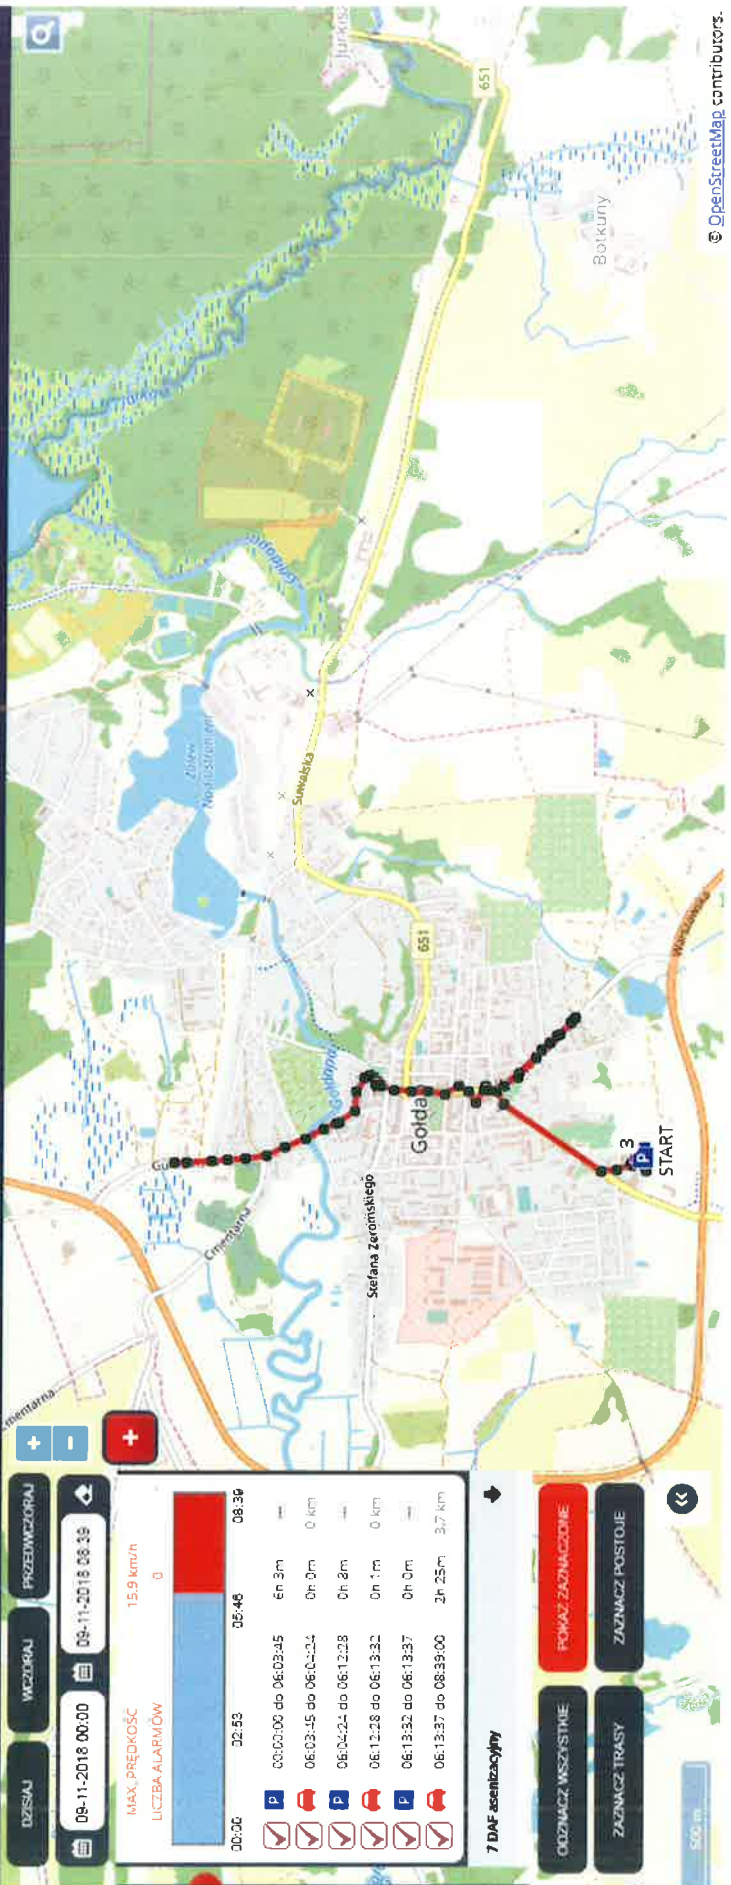 DZISIAJ
WCZORAJ
PRZEDWCZORAJ
09-11-2018 00:00
09-11-2018 08:39
MAX. PRĘDKOŚĆ 15.9 km/h
LICZBA ALARMÓW 0
00:00 02:53 05:46 08:39
P 00:00:00 do 06:03:45 6h 3m ---
06:03:45 do 06:04:24 0h 0m 0 km
P 06:04:24 do 06:12:28 0h 8m ---
06:12:28 do 06:13:32 0h 1m 0 km
P 06:13:32 do 06:13:37 0h 0m ---
06:13:37 do 08:39:00 2h 25m 3,7 km
7 DAF asenizacyjny
ODZNACZ WSZYSTKIE
POKAŻ ZAZNACZONE
ZAZNACZ TRASY
ZAZNACZ POSTOJE
500 m
+
−
+
Cmentarna
Cmentarna
Stefana Żeromskiego
Gołda
Gołdapa
651
Suwalska
Zalew
Gołdapa
Warszawska
3
P
START
651
Botkuny
© OpenStreetMap contributors.